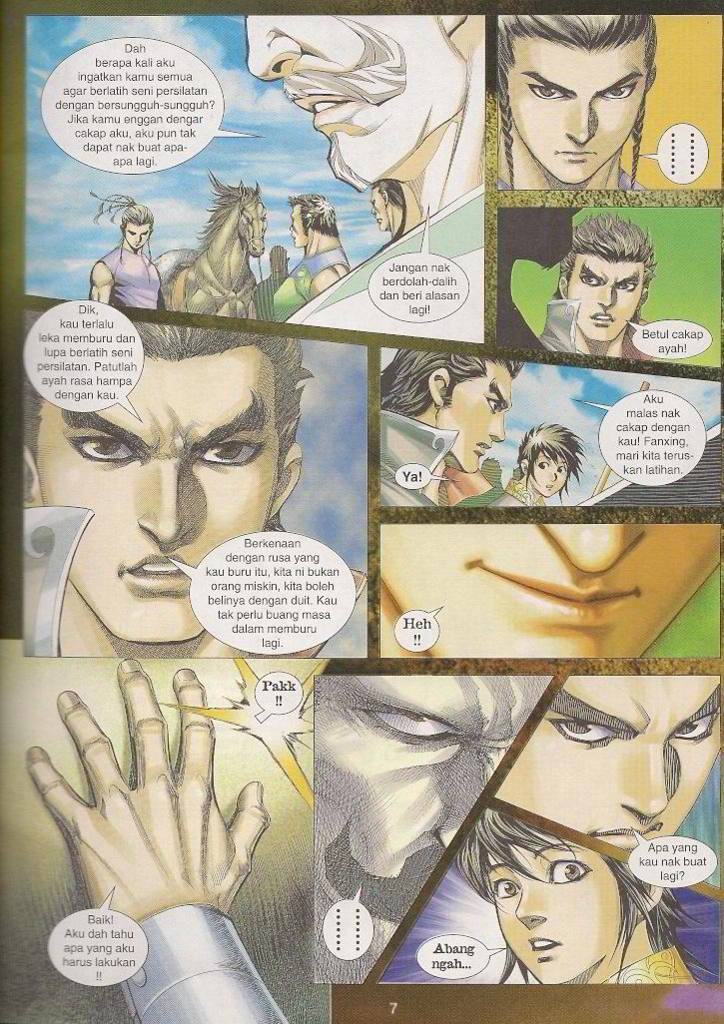 Dah
berapa kali aku
ingatkan kamu semua
agar berlatih seni persilatan
dengan bersungguh-sungguh?
Jika kamu enggan dengar
cakap aku, aku pun tak
dapat nak buat apa-
apa lagi.
Jangan nak
berdolah-dalih
dan beri alasan
lagi!
Betul cakap
ayah!
Dik,
kau terlalu
leka memburu dan
lupa berlatih seni
persilatan. Patutlah
ayah rasa hampa
dengan kau.
Berkenaan
dengan rusa yang
kau buru itu, kita ni bukan
orang miskin, kita boleh
belinya dengan duit. Kau
tak perlu buang masa
dalam memburu
lagi.
Aku
malas nak
cakap dengan
kau! Fanxing,
mari kita terus-
kan latihan.
Ya!
Heh
!!
Pakk
!!
Baik!
Aku dah tahu
apa yang aku
harus lakukan
!!
Apa yang
kau nak buat
lagi?
Abang
ngah...
7